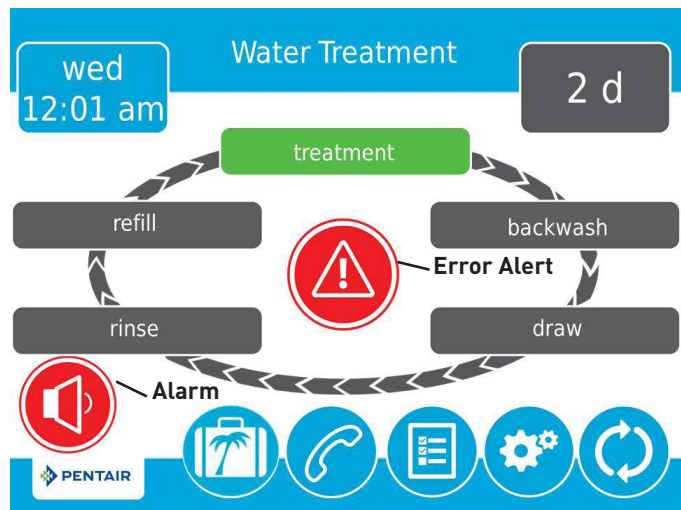 Water Treatment
wed
12:01 am
2 d
treatment
refill
backwash
Error Alert
rinse
draw
Alarm
PENTAIR